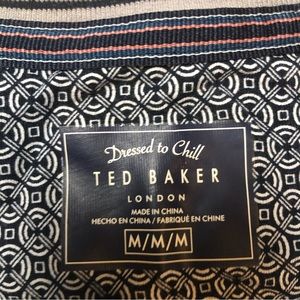 Dressed to Chill
TED BAKER
LONDON
MADE IN CHINA
HECHO EN CHINA / FABRIQUÉ EN CHINE
M/M/M